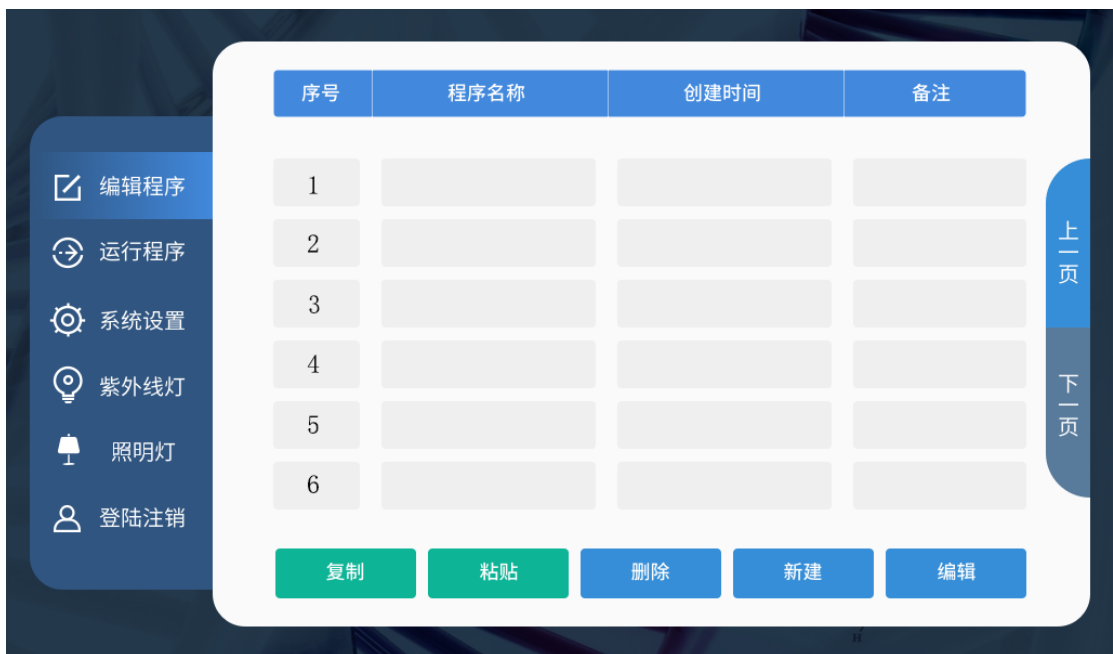 序号 程序名称 创建时间 备注
编辑程序
运行程序
系统设置
紫外线灯
照明灯
登陆注销
1
2
3
4
5
6
上一页
下一页
复制 粘贴 删除 新建 编辑
H